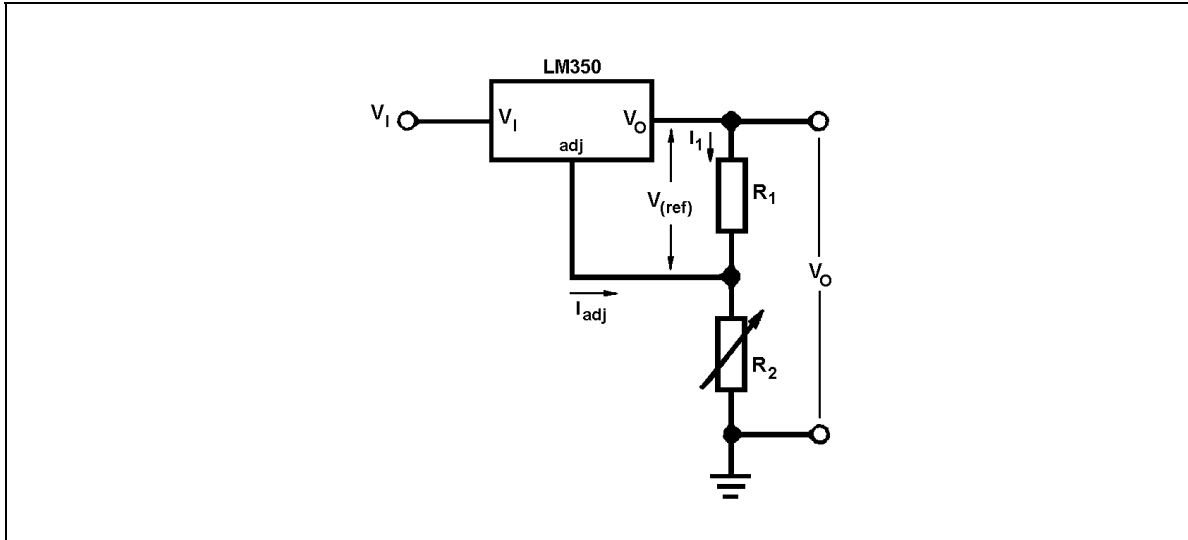 LM350
V_I
V_I
V_O
adj
I_1
V_(ref)
R_1
I_adj
V_O
R_2